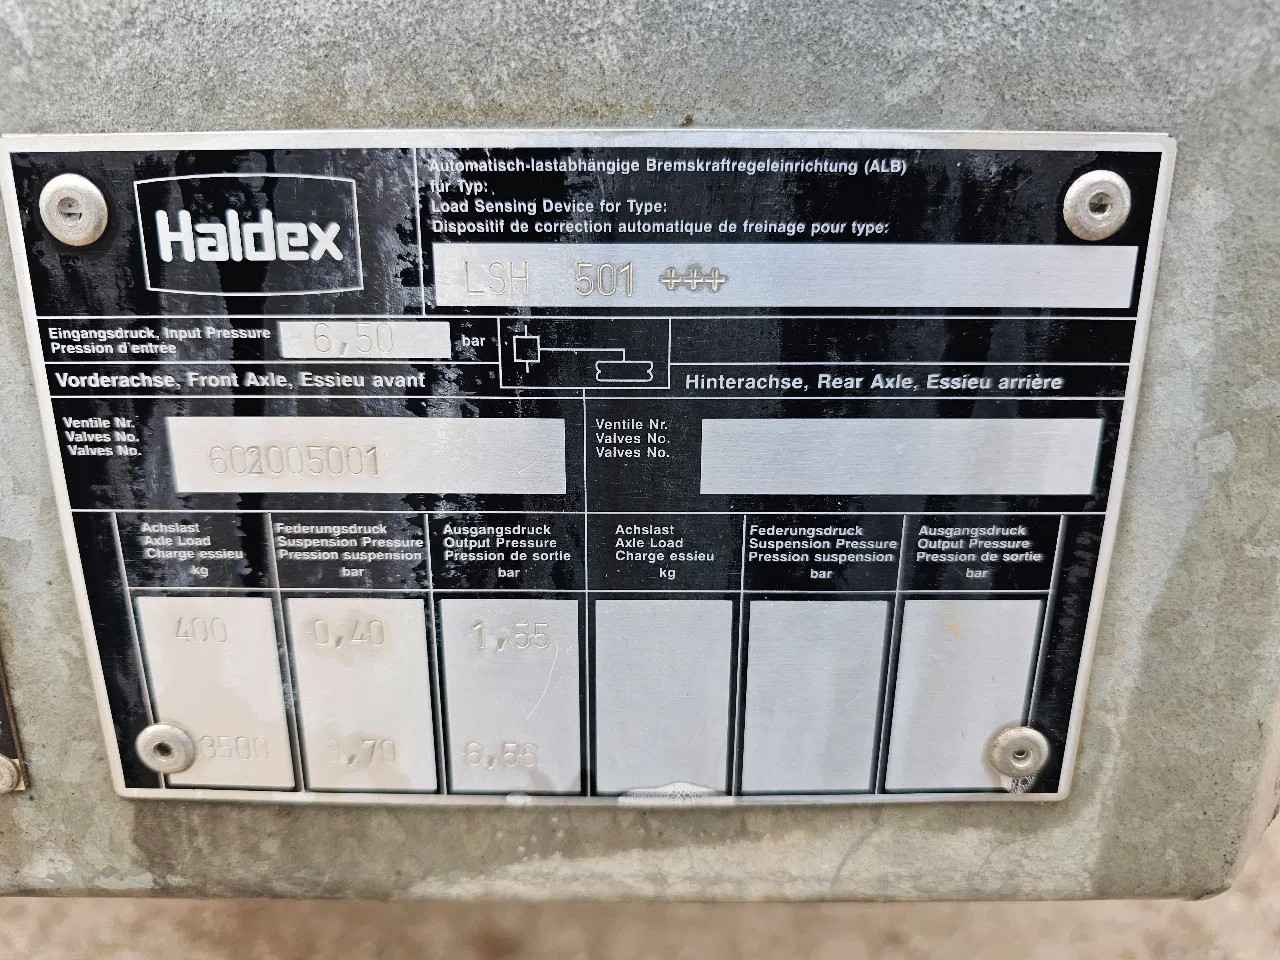 Haldex
Automatisch-lastabhängige Bremskraftregeleinrichtung (ALB)
für Typ:
Load Sensing Device for Type:
Dispositif de correction automatique de freinage pour type:
LSH 501 +++
Eingangsdruck, Input Pressure
Pression d'entrée
6,50
bar
Vorderachse, Front Axle, Essieu avant
Hinterachse, Rear Axle, Essieu arrière
Ventile Nr.
Valves No.
Valves No.
602005001
Ventile Nr.
Valves No.
Valves No.
Achslast
Axle Load
Charge essieu
kg
Federungsdruck
Suspension Pressure
Pression suspension
bar
Ausgangsdruck
Output Pressure
Pression de sortie
bar
Achslast
Axle Load
Charge essieu
kg
Federungsdruck
Suspension Pressure
Pression suspension
bar
Ausgangsdruck
Output Pressure
Pression de sortie
bar
400 0,40 1,55
3500